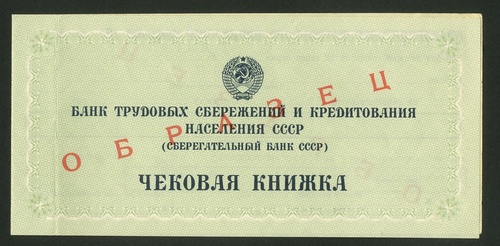 БАНК ТРУДОВЫХ СБЕРЕЖЕНИЙ И КРЕДИТОВАНИЯ
НАСЕЛЕНИЯ СССР
(СБЕРЕГАТЕЛЬНЫЙ БАНК СССР)
ОБРАЗЕЦ
ЧЕКОВАЯ КНИЖКА